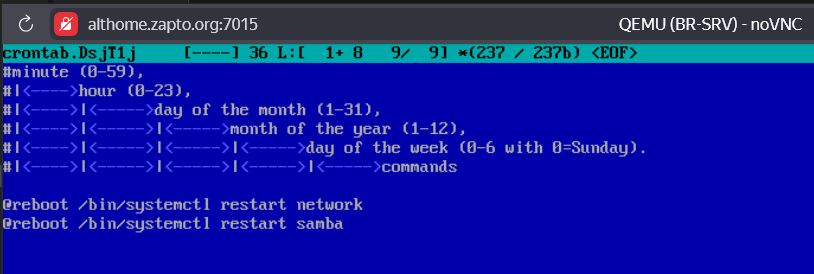 althome.zapto.org:7015 QEMU (BR-SRV) - noVNC
crontab.DsjT1j [----] 36 L:[ 1+ 8 9/ 9] *(237 / 237b) <EOF>
#minute (0-59),
#|<---->hour (0-23),
#|<---->|<----->day of the month (1-31),
#|<---->|<----->|<----->month of the year (1-12),
#|<---->|<----->|<----->|<----->day of the week (0-6 with 0=Sunday).
#|<---->|<----->|<----->|<----->|<----->commands
@reboot /bin/systemctl restart network
@reboot /bin/systemctl restart samba